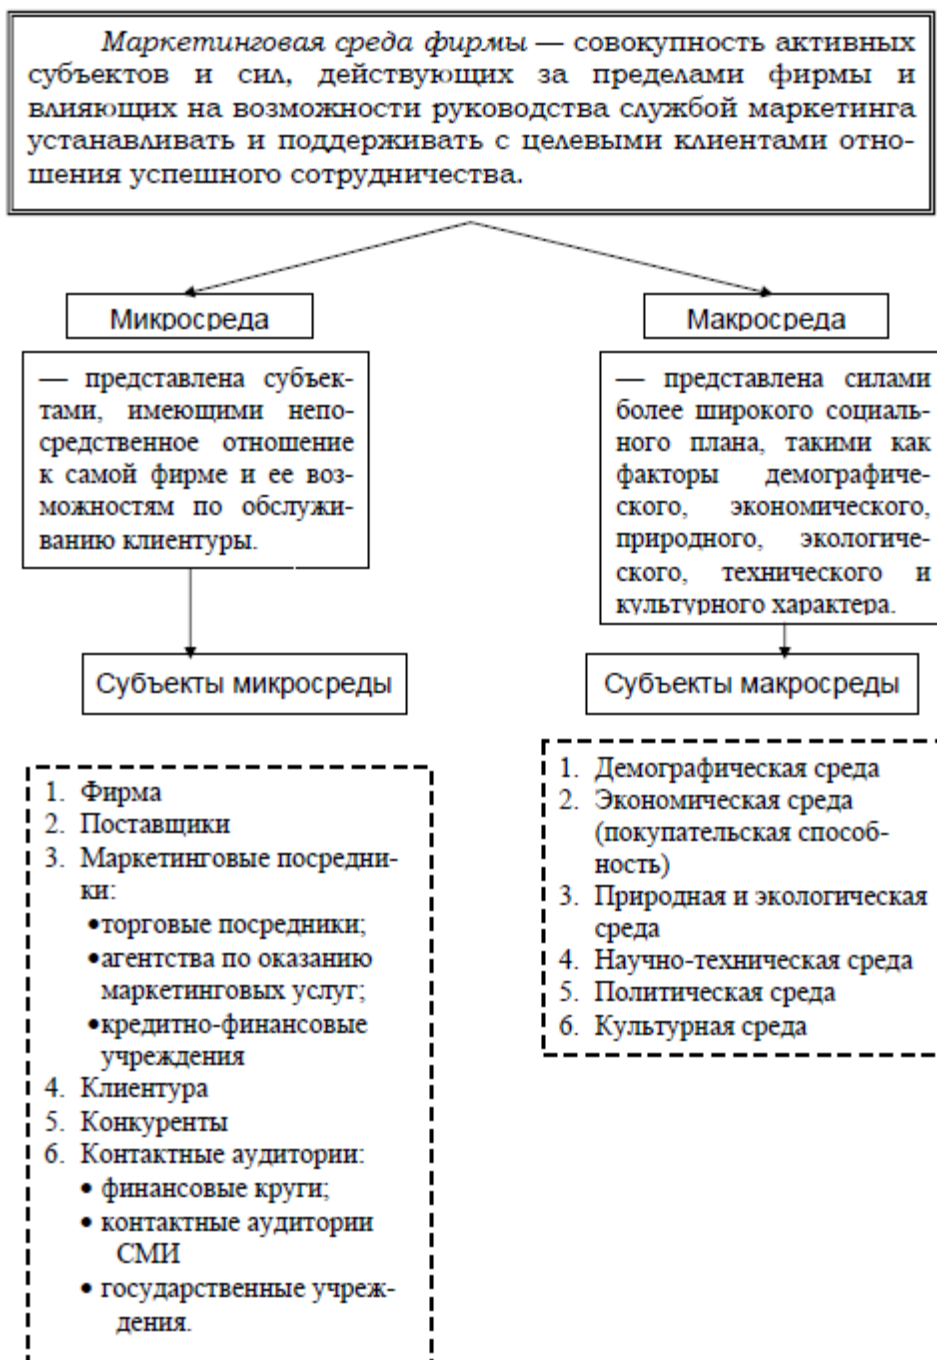 Маркетинговая среда фирмы — совокупность активных
субъектов и сил, действующих за пределами фирмы и
влияющих на возможности руководства службой маркетинга
устанавливать и поддерживать с целевыми клиентами отно-
шения успешного сотрудничества.
Микросреда
— представлена субъек-
тами, имеющими непо-
средственное отношение
к самой фирме и ее воз-
можностям по обслужи-
ванию клиентуры.
Субъекты микросреды
1. Фирма
2. Поставщики
3. Маркетинговые посредни-
ки:
•торговые посредники;
•агентства по оказанию
маркетинговых услуг;
•кредитно-финансовые
учреждения
4. Клиентура
5. Конкуренты
6. Контактные аудитории:
• финансовые круги;
• контактные аудитории
СМИ
• государственные учреж-
дения.
Макросреда
— представлена силами
более широкого социаль-
ного плана, такими как
факторы демографиче-
ского, экономического,
природного, экологиче-
ского, технического и
культурного характера.
Субъекты макросреды
1. Демографическая среда
2. Экономическая среда
(покупательская способ-
ность)
3. Природная и экологическая
среда
4. Научно-техническая среда
5. Политическая среда
6. Культурная среда